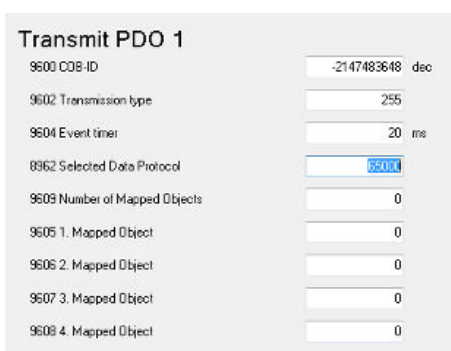 Transmit PDO 1
9600 COB-ID -2147483648 dec
9602 Transmission type 255
9604 Event timer 20 ms
8962 Selected Data Protocol 65000
9609 Number of Mapped Objects 0
9605 1. Mapped Object 0
9606 2. Mapped Object 0
9607 3. Mapped Object 0
9608 4. Mapped Object 0